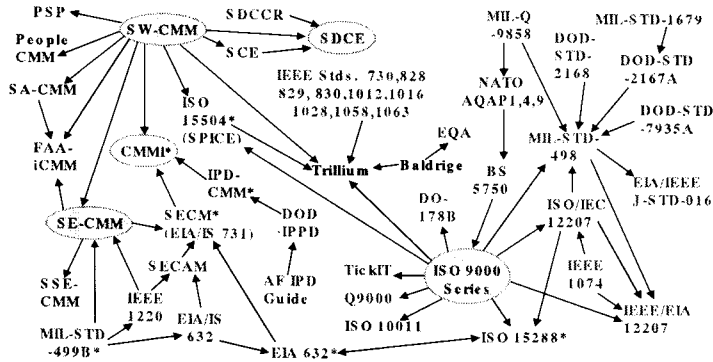 PSP
SW-CMM
SDCCR
SCE
SDCE
People
CMM
SA-CMM
FAA-
iCMM
ISO
15504*
(SPICE)
IEEE Stds. 730,828
829, 830,1012,1016
1028,1058,1063
MIL-Q
-9858
MIL-STD-1679
DOD-
STD-
2168
DOD-STD
-2167A
NATO
AQAP1,4,9
DOD-STD
-7935A
CMMi*
EQA
Trillium
Baldrige
MIL-STD-
498
BS
5750
IPD-
CMM*
EIA/IEEE
J-STD-016
SE-CMM
SECM*
(EIA/IS 731)
DOD
-IPPD
DO-
178B
ISO/IEC
12207
SECAM
SSE-
CMM
AF IPD
Guide
TickIT
ISO 9000
Series
IEEE
1074
IEEE
1220
Q9000
EIA/IS
632
ISO 10011
IEEE/EIA
12207
MIL-STD
-499B*
EIA 632*
ISO 15288*